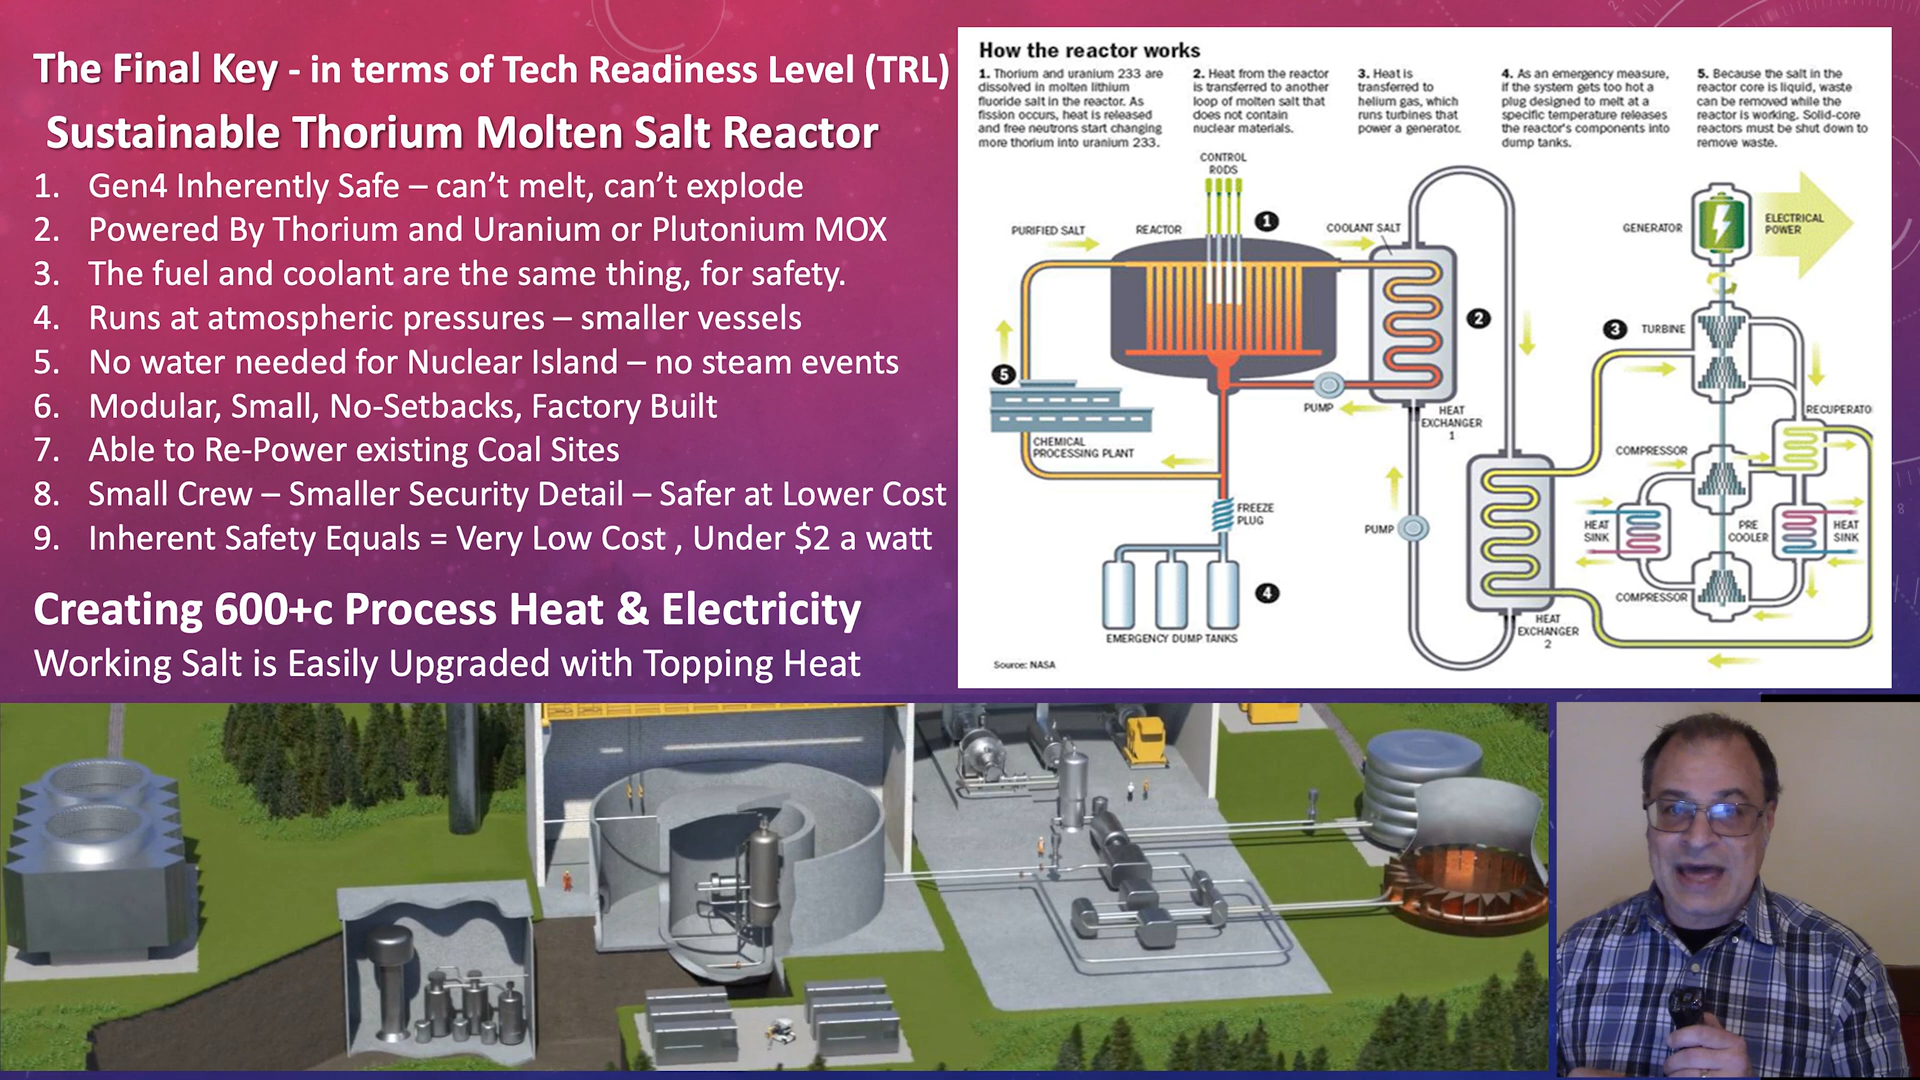 The Final Key - in terms of Tech Readiness Level (TRL)
Sustainable Thorium Molten Salt Reactor
1. Gen4 Inherently Safe – can't melt, can't explode
2. Powered By Thorium and Uranium or Plutonium MOX
3. The fuel and coolant are the same thing, for safety.
4. Runs at atmospheric pressures – smaller vessels
5. No water needed for Nuclear Island – no steam events
6. Modular, Small, No-Setbacks, Factory Built
7. Able to Re-Power existing Coal Sites
8. Small Crew – Smaller Security Detail – Safer at Lower Cost
9. Inherent Safety Equals = Very Low Cost , Under $2 a watt
Creating 600+c Process Heat & Electricity
Working Salt is Easily Upgraded with Topping Heat
How the reactor works
1. Thorium and uranium 233 are
dissolved in molten lithium
fluoride salt in the reactor. As
fission occurs, heat is released
and free neutrons start changing
more thorium into uranium 233.
2. Heat from the reactor
is transferred to another
loop of molten salt that
does not contain
nuclear materials.
3. Heat is
transferred to
helium gas, which
runs turbines that
power a generator.
4. As an emergency measure,
if the system gets too hot a
plug designed to melt at a
specific temperature releases
the reactor's components into
dump tanks.
5. Because the salt in the
reactor core is liquid, waste
can be removed while the
reactor is working. Solid-core
reactors must be shut down to
remove waste.
CONTROL
RODS
1
PURIFIED SALT
REACTOR
COOLANT SALT
GENERATOR
ELECTRICAL
POWER
2
3
TURBINE
5
PUMP
HEAT
EXCHANGER
1
RECUPERATO
CHEMICAL
PROCESSING PLANT
COMPRESSOR
FREEZE
PLUG
PUMP
HEAT
SINK
PRE
COOLER
HEAT
SINK
4
COMPRESSOR
EMERGENCY DUMP TANKS
HEAT
EXCHANGER
2
Source: NASA